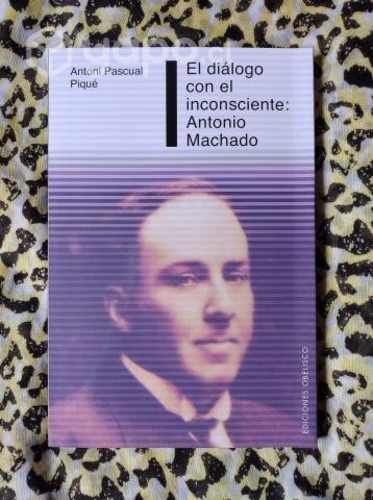 Antoni Pascual
Piqué
El diálogo
con el
inconsciente:
Antonio
Machado
EDICIONES OBELISCO